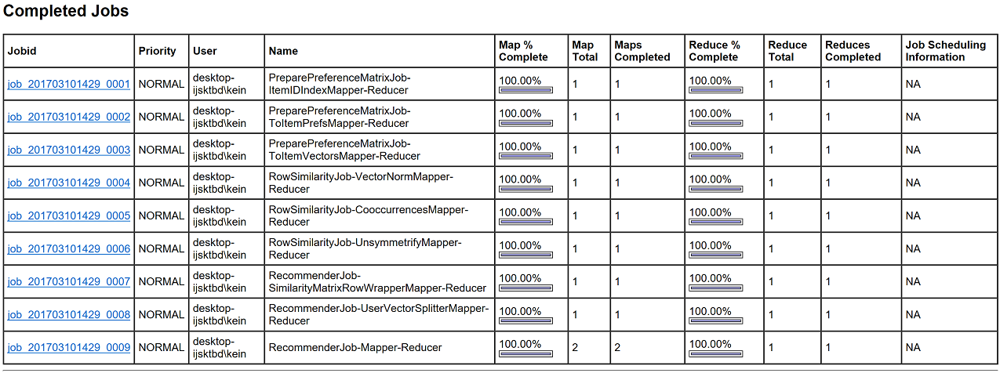 Completed Jobs
Jobid Priority User Name Map % Complete Map Total Maps Completed Reduce % Complete Reduce Total Reduces Completed Job Scheduling Information
job_201703101429_0001 NORMAL desktop-ijsktbd\kein PreparePreferenceMatrixJob-ItemIDIndexMapper-Reducer 100.00% 1 1 100.00% 1 1 NA
job_201703101429_0002 NORMAL desktop-ijsktbd\kein PreparePreferenceMatrixJob-ToItemPrefsMapper-Reducer 100.00% 1 1 100.00% 1 1 NA
job_201703101429_0003 NORMAL desktop-ijsktbd\kein PreparePreferenceMatrixJob-ToItemVectorsMapper-Reducer 100.00% 1 1 100.00% 1 1 NA
job_201703101429_0004 NORMAL desktop-ijsktbd\kein RowSimilarityJob-VectorNormMapper-Reducer 100.00% 1 1 100.00% 1 1 NA
job_201703101429_0005 NORMAL desktop-ijsktbd\kein RowSimilarityJob-CooccurrencesMapper-Reducer 100.00% 1 1 100.00% 1 1 NA
job_201703101429_0006 NORMAL desktop-ijsktbd\kein RowSimilarityJob-UnsymmetrifyMapper-Reducer 100.00% 1 1 100.00% 1 1 NA
job_201703101429_0007 NORMAL desktop-ijsktbd\kein RecommenderJob-SimilarityMatrixRowWrapperMapper-Reducer 100.00% 1 1 100.00% 1 1 NA
job_201703101429_0008 NORMAL desktop-ijsktbd\kein RecommenderJob-UserVectorSplitterMapper-Reducer 100.00% 1 1 100.00% 1 1 NA
job_201703101429_0009 NORMAL desktop-ijsktbd\kein RecommenderJob-Mapper-Reducer 100.00% 2 2 100.00% 1 1 NA